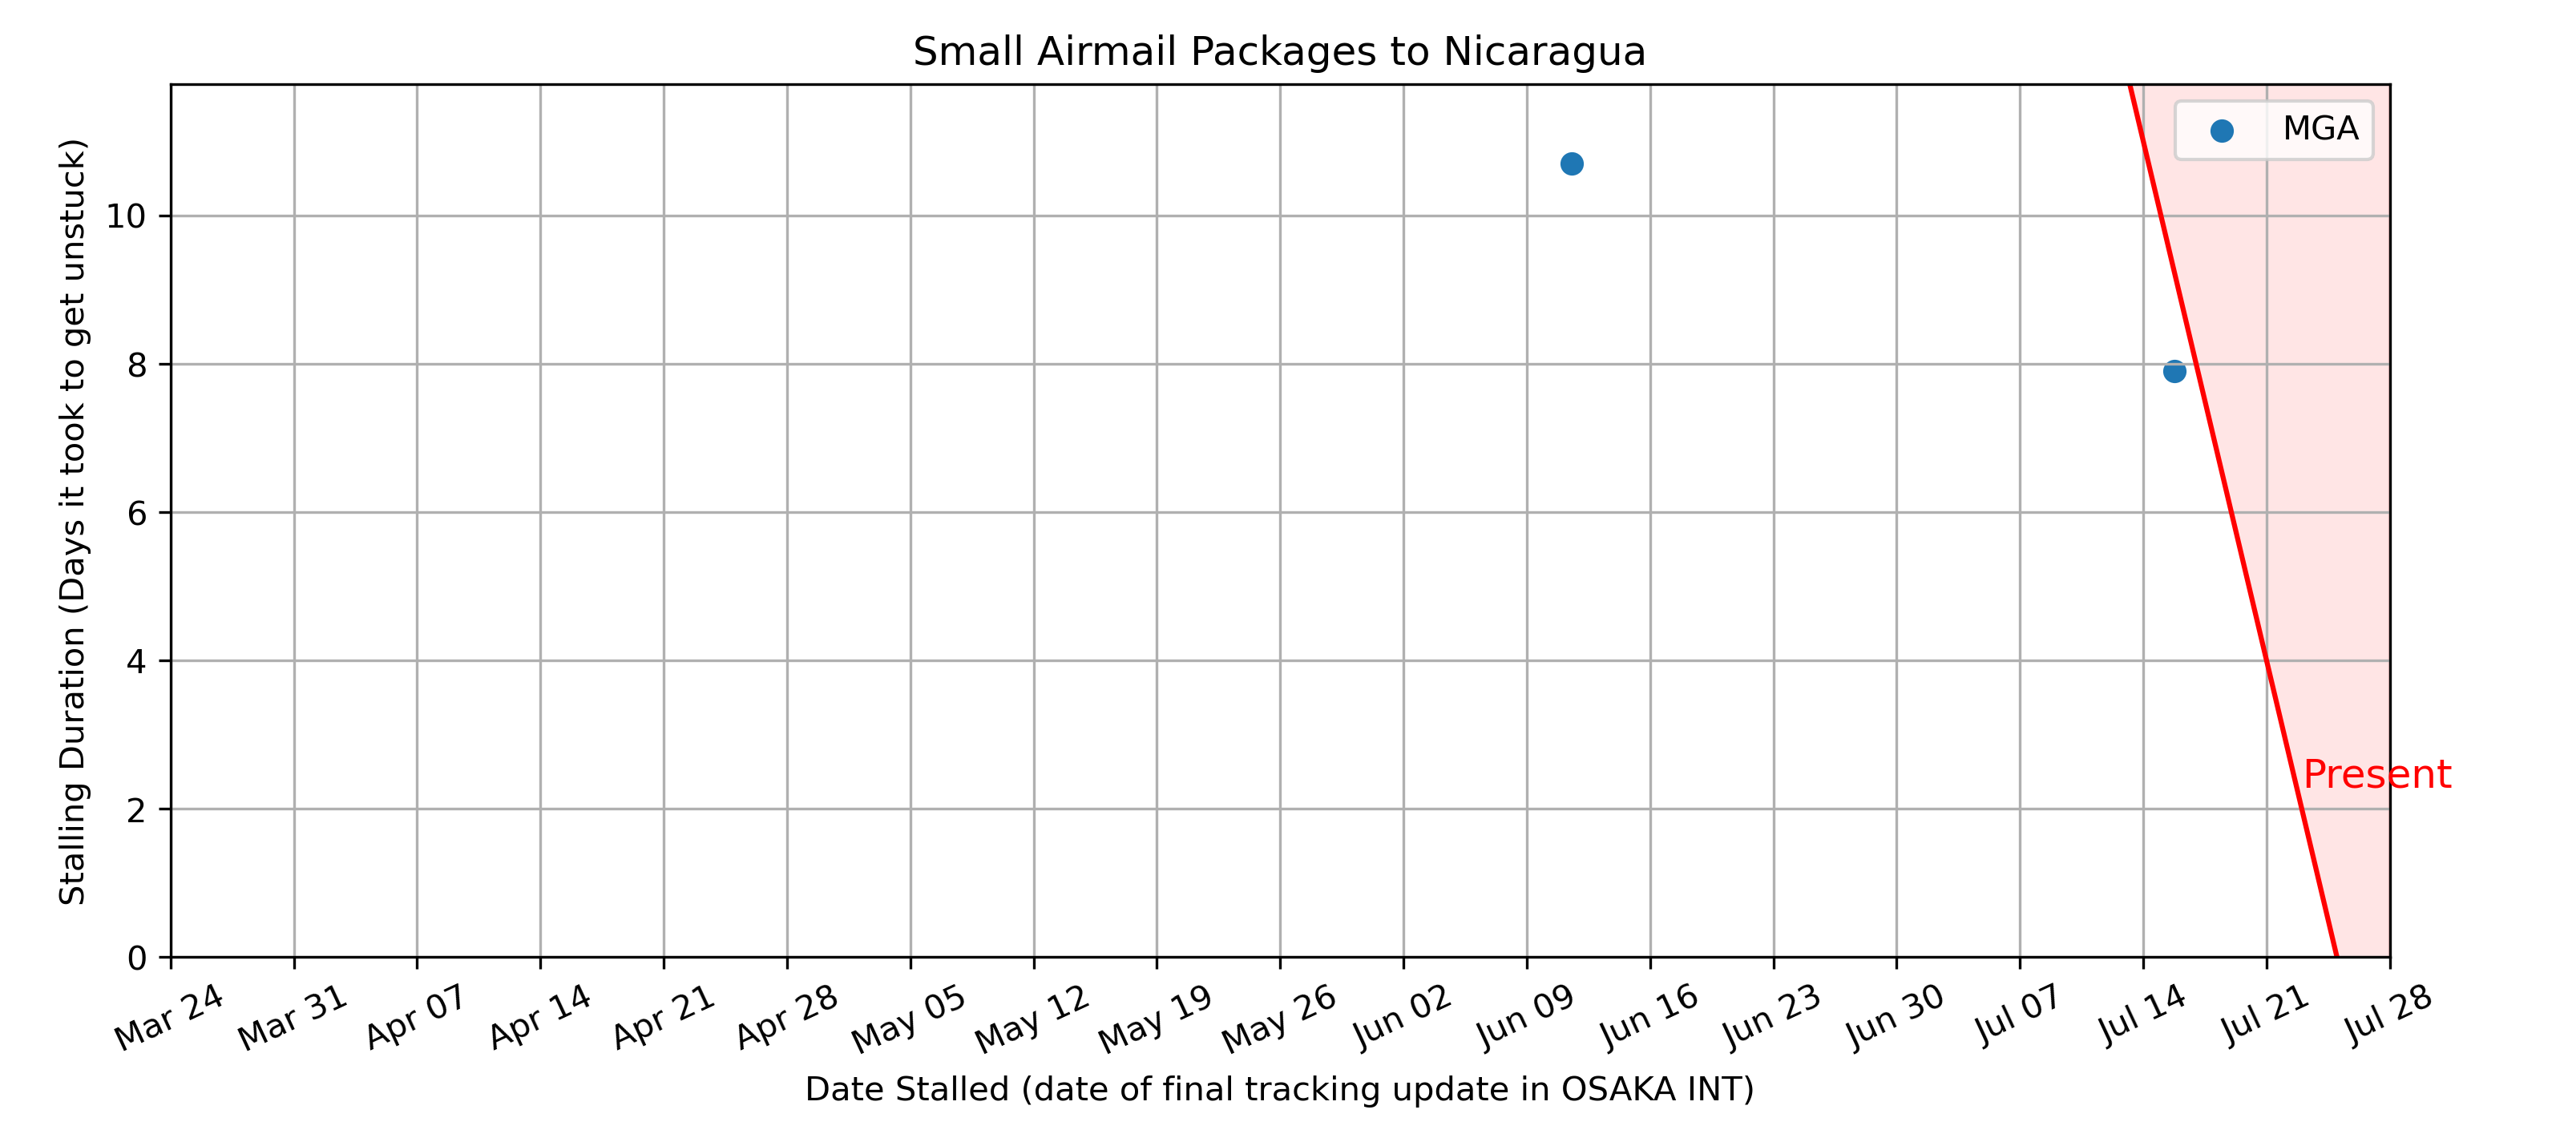 Small Airmail Packages to Nicaragua
MGA
Stalling Duration (Days it took to get unstuck)
10
8
6
4
2
0
Present
Mar 24 Mar 31 Apr 07 Apr 14 Apr 21 Apr 28 May 05 May 12 May 19 May 26 Jun 02 Jun 09 Jun 16 Jun 23 Jun 30 Jul 07 Jul 14 Jul 21 Jul 28
Date Stalled (date of final tracking update in OSAKA INT)